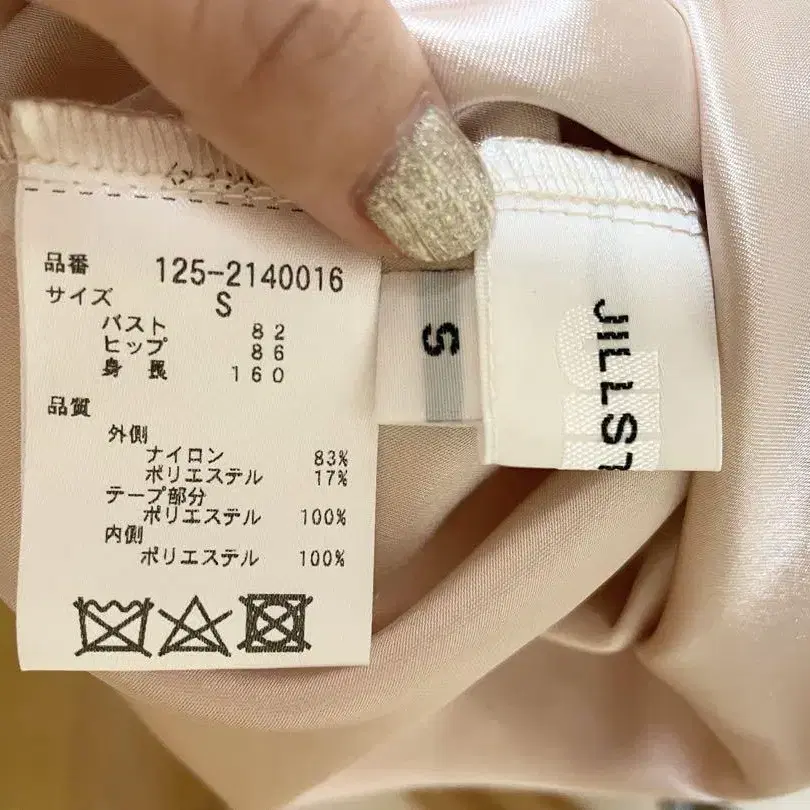 品番 125-2140016
サイズ S
バスト 82
ヒップ 86
身 長 160
品質
外側
ナイロン 83%
ポリエステル 17%
テープ部分
ポリエステル 100%
内側
ポリエステル 100%
S
JILLST